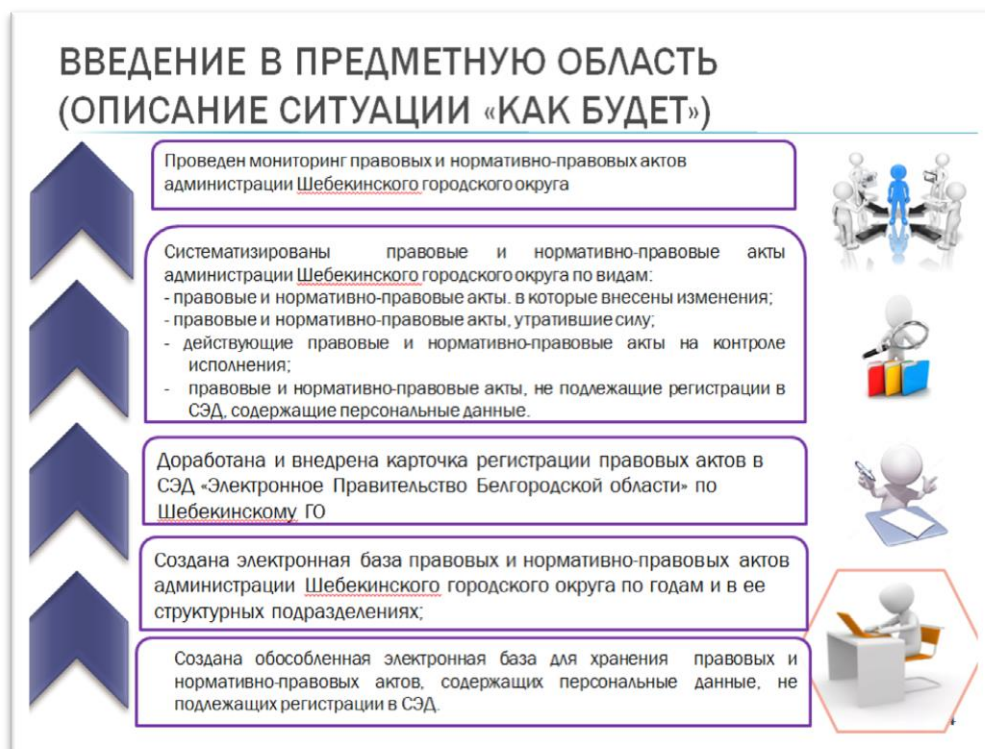 ВВЕДЕНИЕ В ПРЕДМЕТНУЮ ОБЛАСТЬ
(ОПИСАНИЕ СИТУАЦИИ «КАК БУДЕТ»)
Проведен мониторинг правовых и нормативно-правовых актов
администрации Шебекинского городского округа
Систематизированы правовые и нормативно-правовые акты
администрации Шебекинского городского округа по видам:
- правовые и нормативно-правовые акты. в которые внесены изменения;
- правовые и нормативно-правовые акты, утратившие силу;
- действующие правовые и нормативно-правовые акты на контроле
исполнения;
- правовые и нормативно-правовые акты, не подлежащие регистрации в
СЭД, содержащие персональные данные.
Доработана и внедрена карточка регистрации правовых актов в
СЭД «Электронное Правительство Белгородской области» по
Шебекинскому ГО
Создана электронная база правовых и нормативно-правовых актов
администрации Шебекинского городского округа по годам и в ее
структурных подразделениях;
Создана обособленная электронная база для хранения правовых и
нормативно-правовых актов, содержащих персональные данные, не
подлежащих регистрации в СЭД.